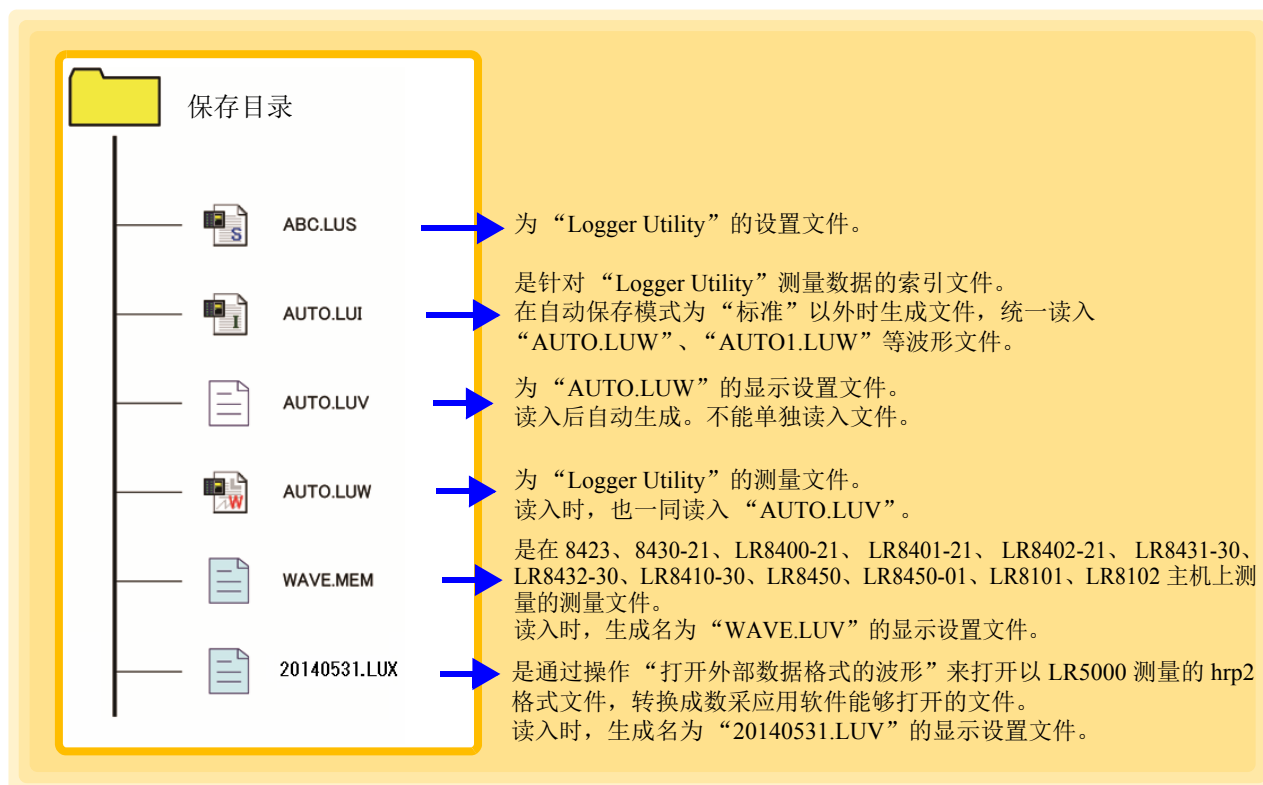 保存目录
ABC.LUS
为“Logger Utility”的设置文件。
AUTO.LUI
是针对“Logger Utility”测量数据的索引文件。
在自动保存模式为“标准”以外时生成文件，统一读入
“AUTO.LUW”、“AUTO1.LUW”等波形文件。
AUTO.LUV
为“AUTO.LUW”的显示设置文件。
读入后自动生成。不能单独读入文件。
AUTO.LUW
为“Logger Utility”的测量文件。
读入时，也一同读入“AUTO.LUV”。
WAVE.MEM
是在 8423、8430-21、LR8400-21、 LR8401-21、 LR8402-21、 LR8431-30、
LR8432-30、LR8410-30、LR8450、LR8450-01、LR8101、LR8102 主机上测
量的测量文件。
读入时，生成名为“WAVE.LUV”的显示设置文件。
20140531.LUX
是通过操作“打开外部数据格式的波形”来打开以 LR5000 测量的 hrp2
格式文件，转换成数采应用软件能够打开的文件。
读入时，生成名为“20140531.LUV”的显示设置文件。
S
I
W